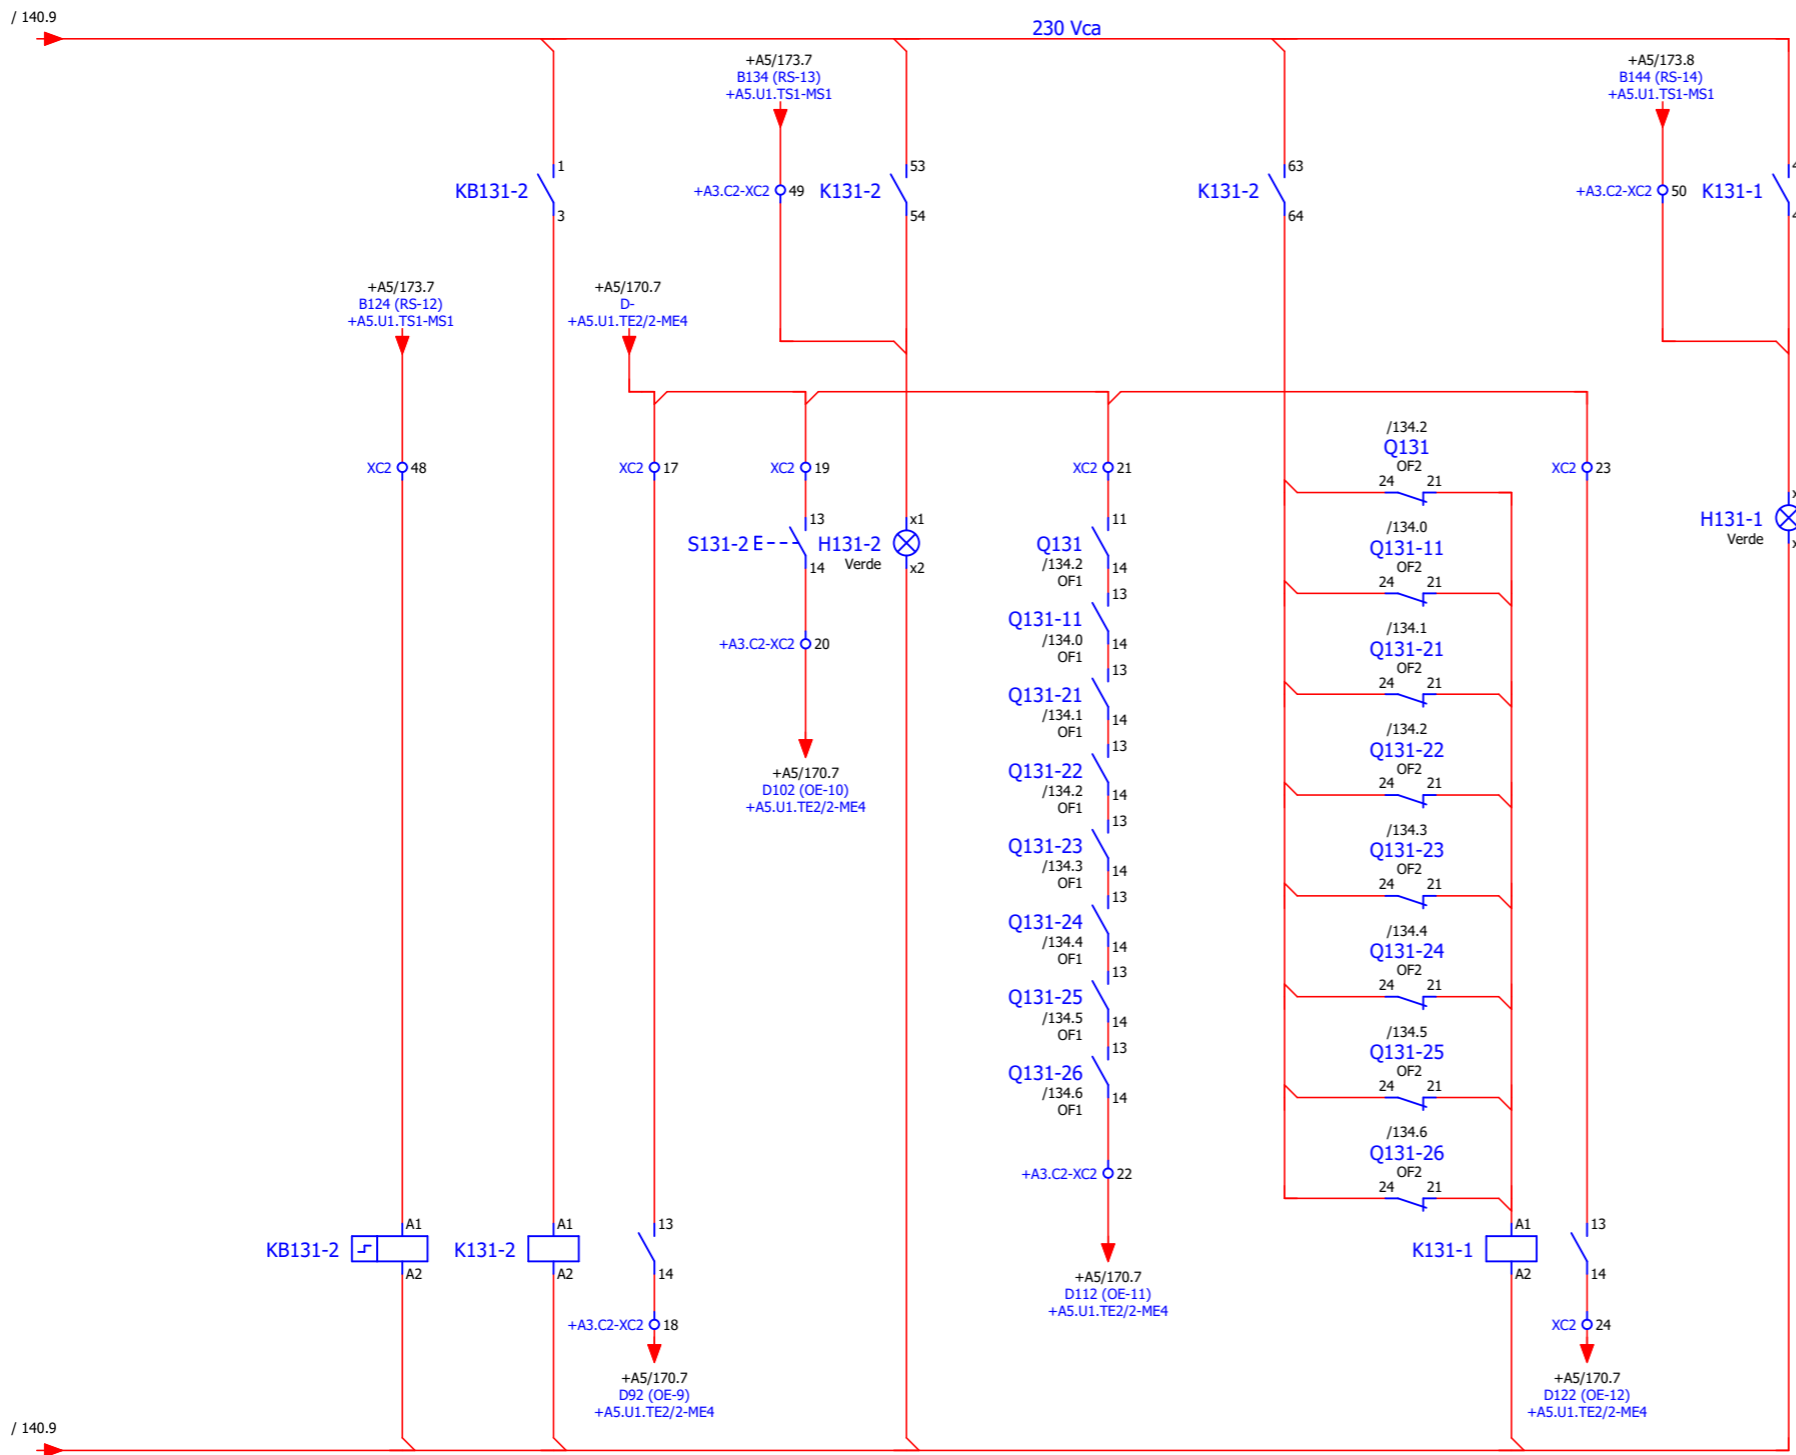 / 140.9
230 Vca
+A5/173.7
B134 (RS-13)
+A5.U1.TS1-MS1
+A5/173.8
B144 (RS-14)
+A5.U1.TS1-MS1
1
KB131-2
3
+A3.C2-XC2 49
53
K131-2
54
63
K131-2
64
+A3.C2-XC2 50
4
K131-1
4
+A5/173.7
B124 (RS-12)
+A5.U1.TS1-MS1
+A5/170.7
D-
+A5.U1.TE2/2-ME4
XC2 48
XC2 17
XC2 19
XC2 21
XC2 23
13
S131-2
14
x1
H131-2
Verde
x2
+A3.C2-XC2 20
+A5/170.7
D102 (OE-10)
+A5.U1.TE2/2-ME4
11
Q131
/134.2
14
OF1
13
Q131-11
/134.0
14
OF1
13
Q131-21
/134.1
14
OF1
13
Q131-22
/134.2
14
OF1
13
Q131-23
/134.3
14
OF1
13
Q131-24
/134.4
14
OF1
13
Q131-25
/134.5
14
OF1
13
Q131-26
/134.6
14
OF1
+A3.C2-XC2 22
+A5/170.7
D112 (OE-11)
+A5.U1.TE2/2-ME4
/134.2
Q131
OF2
24 21
/134.0
Q131-11
OF2
24 21
/134.1
Q131-21
OF2
24 21
/134.2
Q131-22
OF2
24 21
/134.3
Q131-23
OF2
24 21
/134.4
Q131-24
OF2
24 21
/134.5
Q131-25
OF2
24 21
/134.6
Q131-26
OF2
24 21
x
H131-1
Verde
x
A1
KB131-2
A2
A1
K131-2
A2
13
14
+A3.C2-XC2 18
+A5/170.7
D92 (OE-9)
+A5.U1.TE2/2-ME4
A1
K131-1
A2
13
14
XC2 24
+A5/170.7
D122 (OE-12)
+A5.U1.TE2/2-ME4
/ 140.9